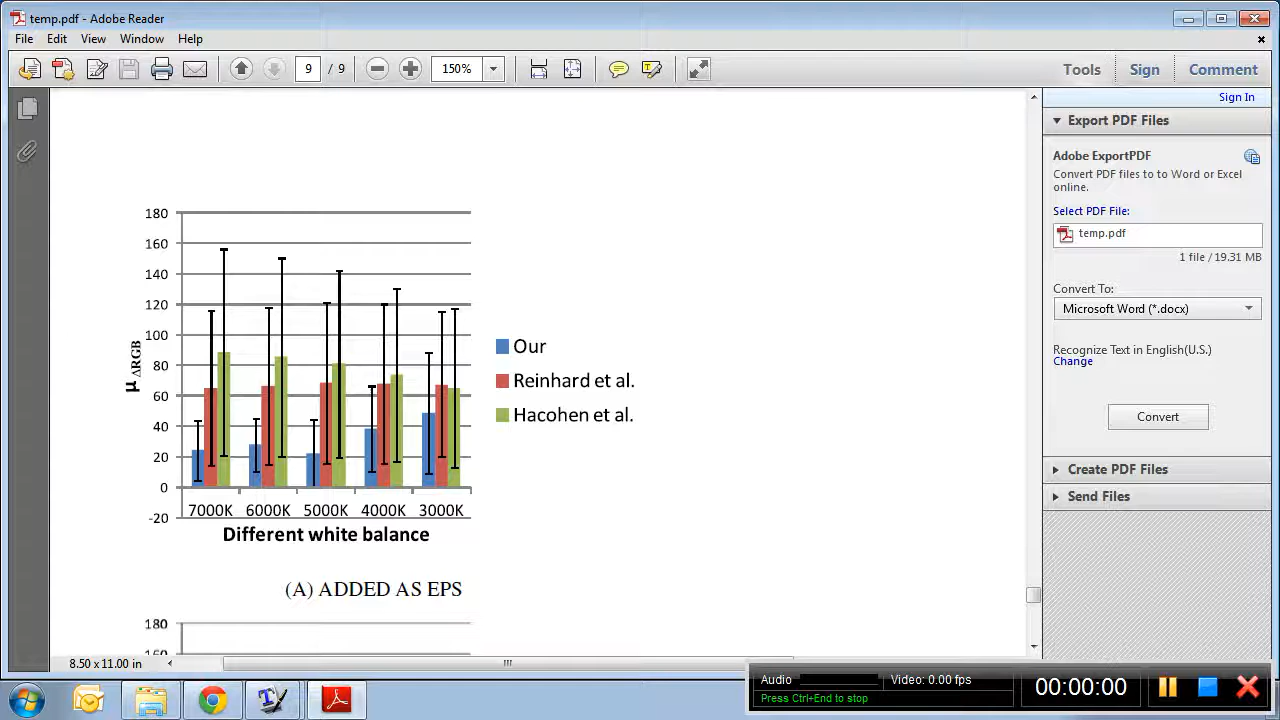 temp.pdf - Adobe Reader
File Edit View Window Help
9 / 9 150% Tools Sign Comment
Sign In
Export PDF Files
Adobe ExportPDF
Convert PDF files to to Word or Excel
online.
Select PDF File:
temp.pdf
1 file / 19.31 MB
Convert To:
Microsoft Word (*.docx)
Recognize Text in English(U.S.)
Change
Convert
Create PDF Files
Send Files
180
160
140
120
100
80
60
40
20
0
-20
μ ΔRGB
7000K 6000K 5000K 4000K 3000K
Different white balance
Our
Reinhard et al.
Hacohen et al.
(A) ADDED AS EPS
180
160
8.50 x 11.00 in
Audio
Video: 0.00 fps
Press Ctrl+End to stop
00:00:00